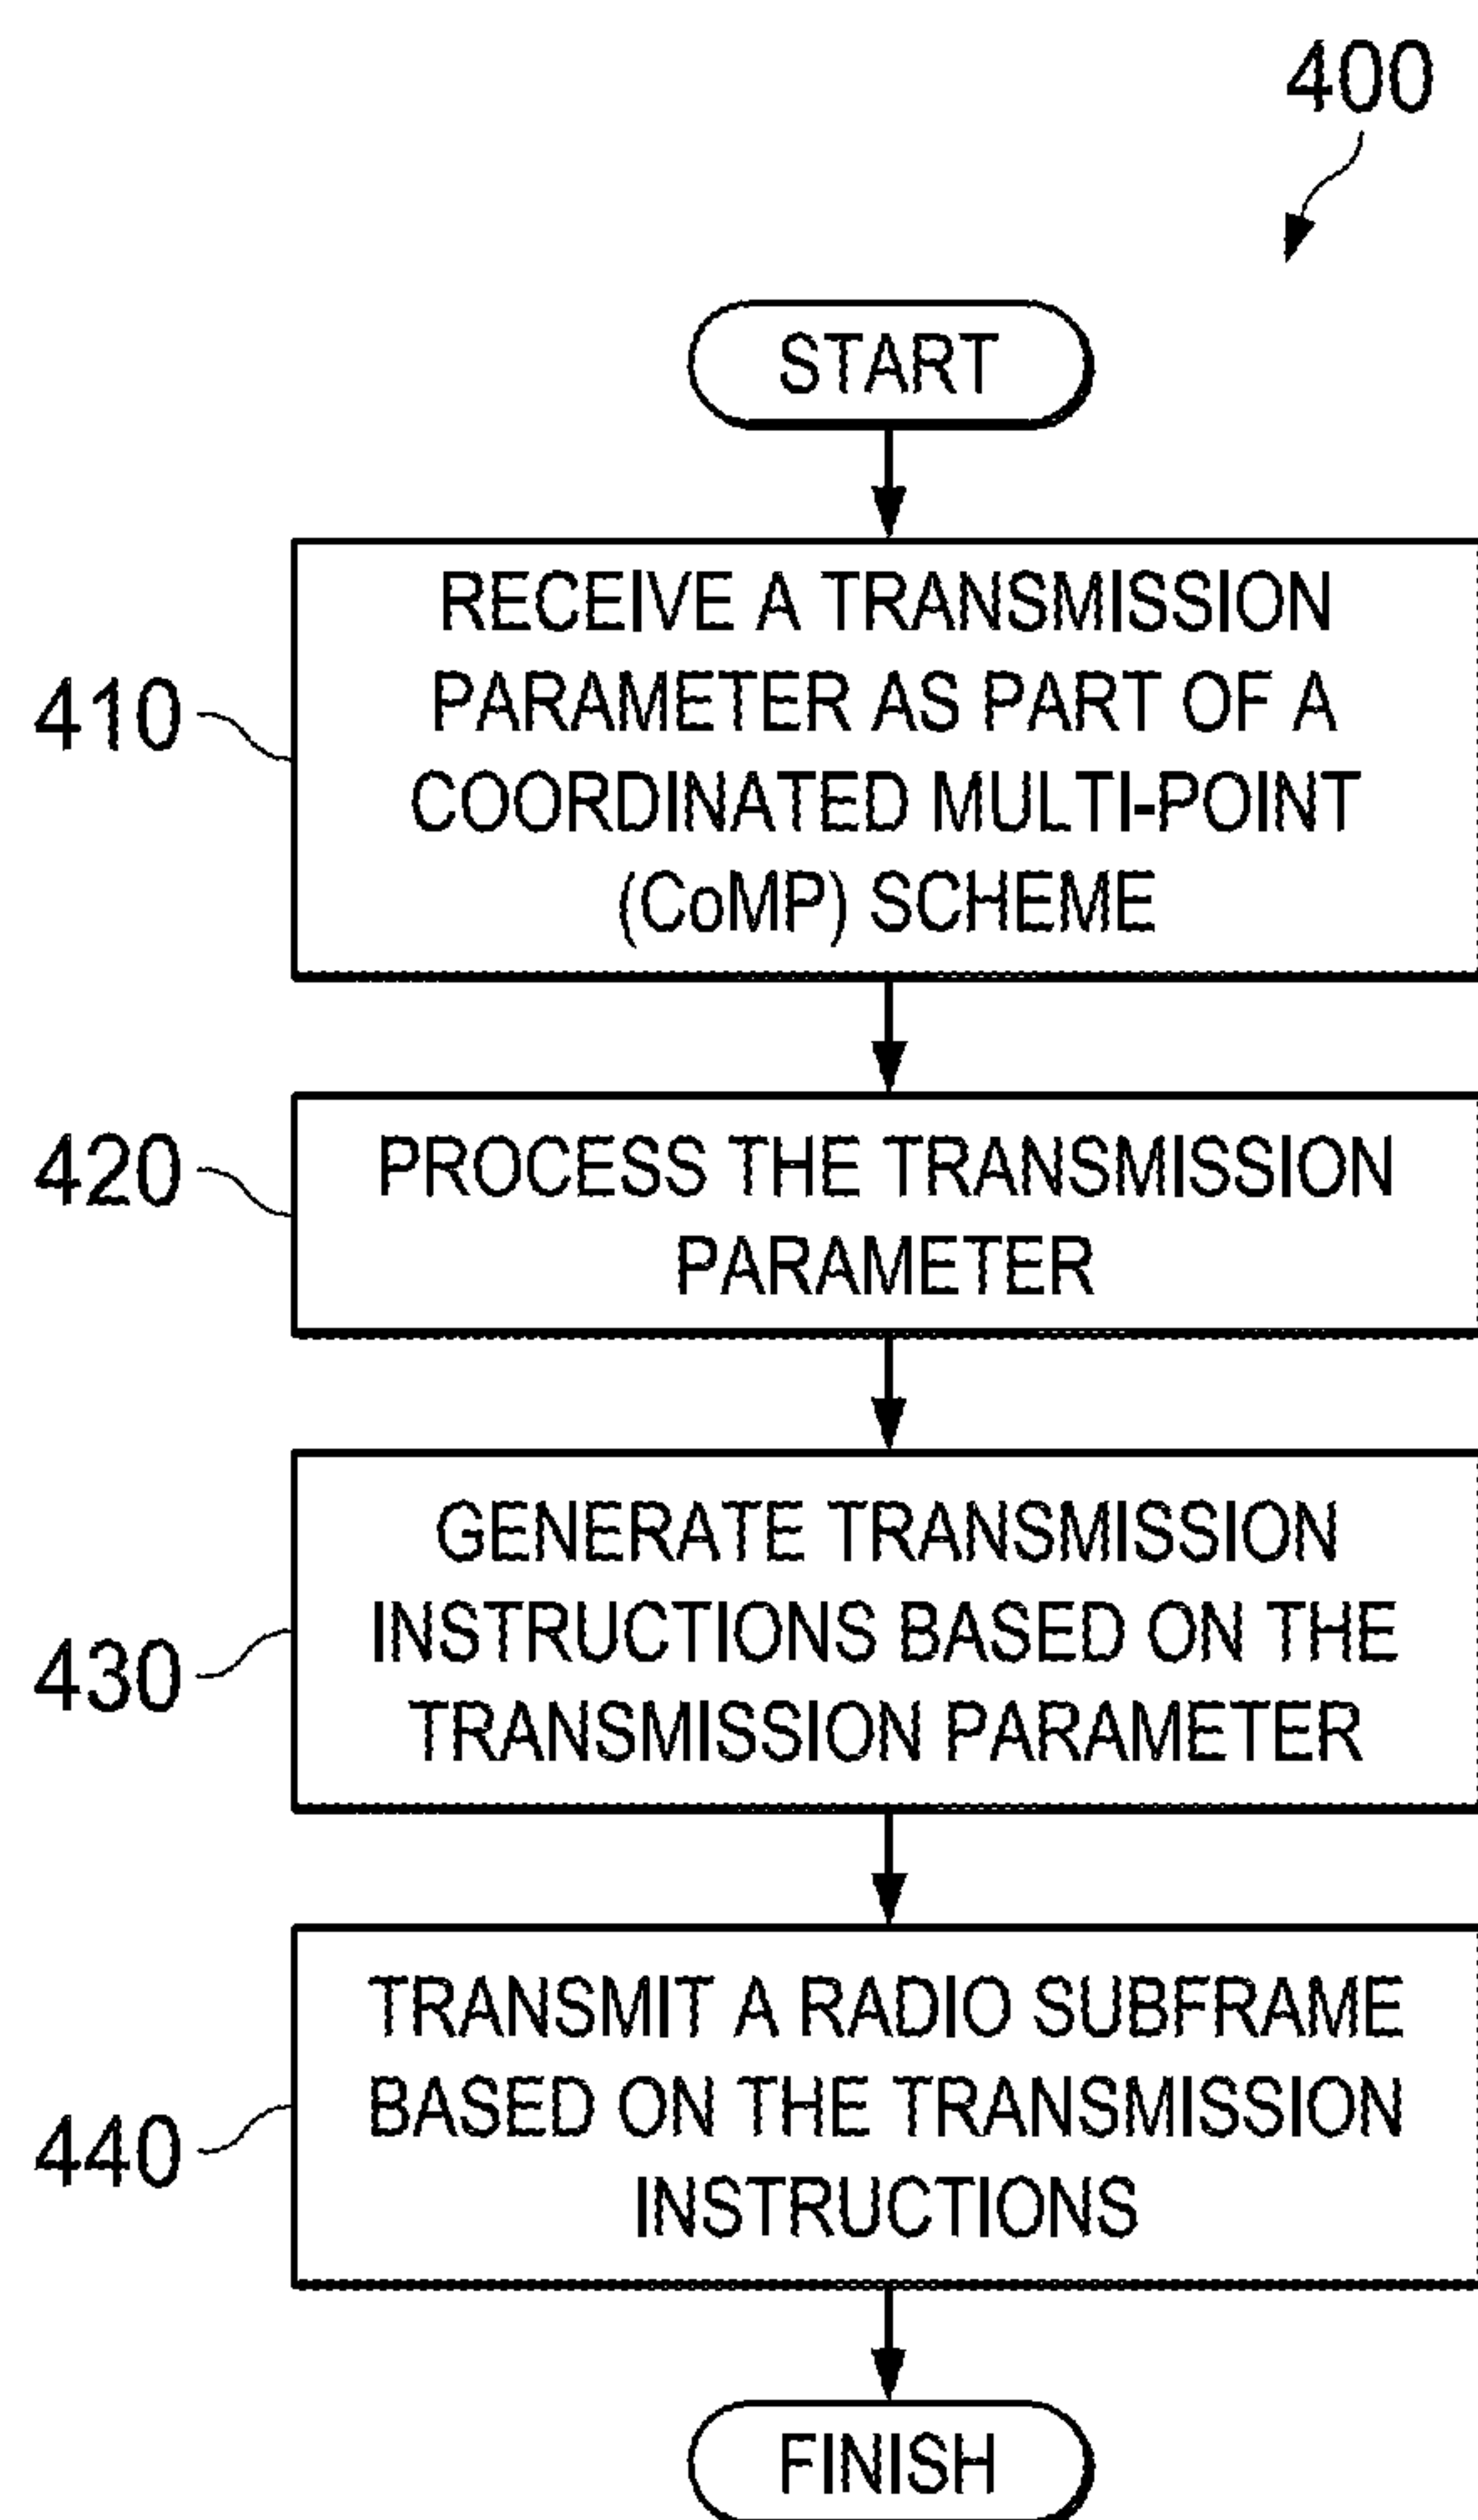 400
START
RECEIVE A TRANSMISSION
PARAMETER AS PART OF A
COORDINATED MULTI-POINT
(CoMP) SCHEME
410
PROCESS THE TRANSMISSION
PARAMETER
420
GENERATE TRANSMISSION
INSTRUCTIONS BASED ON THE
TRANSMISSION PARAMETER
430
TRANSMIT A RADIO SUBFRAME
BASED ON THE TRANSMISSION
INSTRUCTIONS
440
FINISH